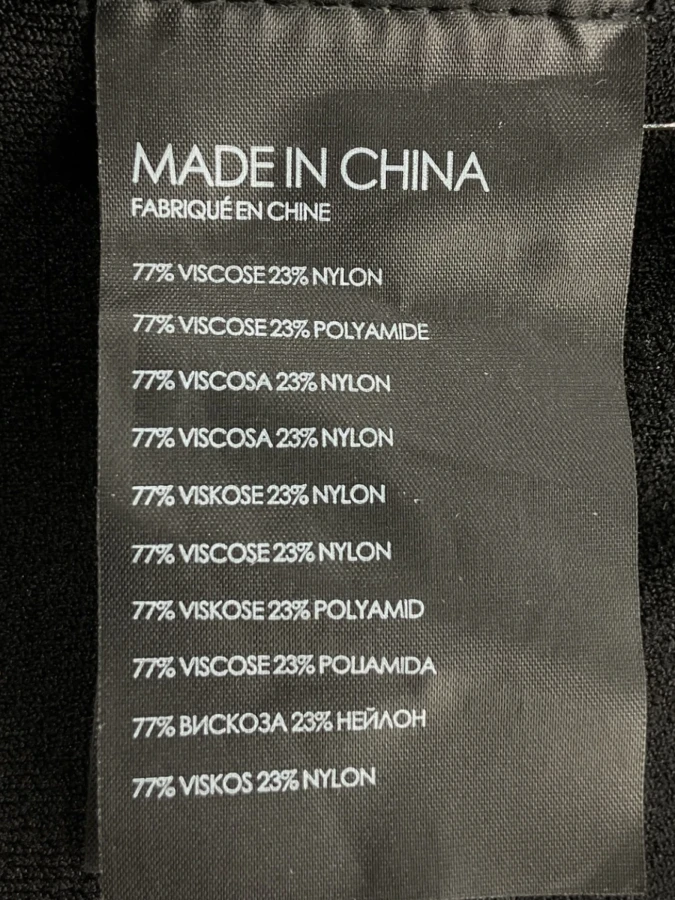 MADE IN CHINA
FABRIQUÉ EN CHINE
77% VISCOSE 23% NYLON
77% VISCOSE 23% POLYAMIDE
77% VISCOSA 23% NYLON
77% VISCOSA 23% NYLON
77% VISKOSE 23% NYLON
77% VISCOSE 23% NYLON
77% VISKOSE 23% POLYAMID
77% VISCOSE 23% POLIAMIDA
77% ВИСКОЗА 23% НЕЙЛОН
77% VISKOS 23% NYLON